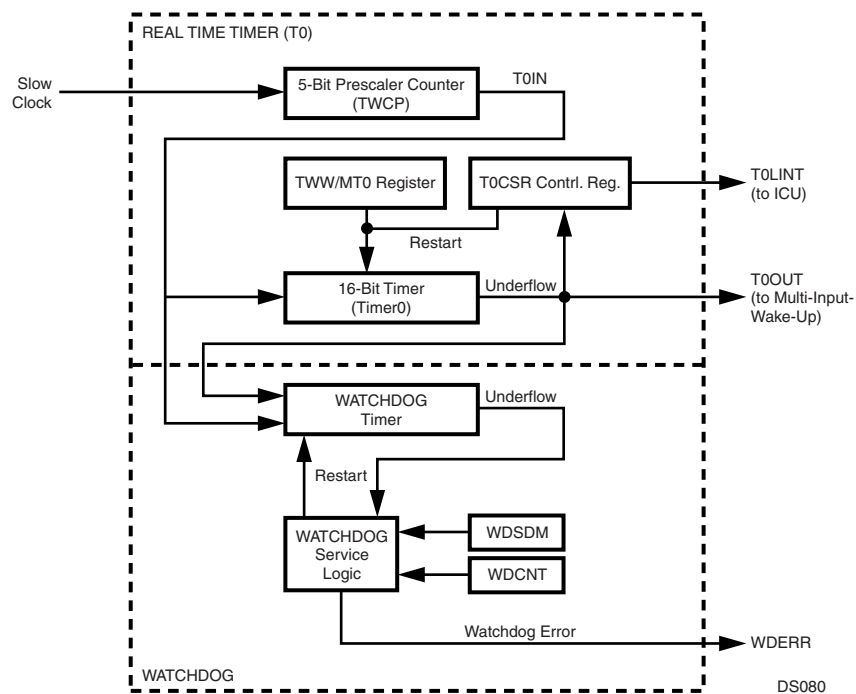 REAL TIME TIMER (T0)
Slow
Clock
5-Bit Prescaler Counter
(TWCP)
T0IN
TWW/MT0 Register
T0CSR Contrl. Reg.
T0LINT
(to ICU)
Restart
16-Bit Timer
(Timer0)
Underflow
T0OUT
(to Multi-Input-
Wake-Up)
WATCHDOG
Timer
Underflow
Restart
WATCHDOG
Service
Logic
WDSDM
WDCNT
Watchdog Error
WDERR
WATCHDOG
DS080